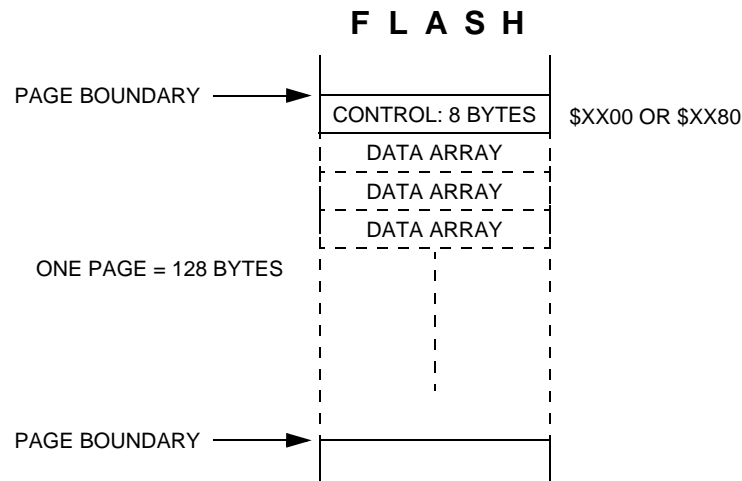 F L A S H
PAGE BOUNDARY
CONTROL: 8 BYTES
$XX00 OR $XX80
DATA ARRAY
DATA ARRAY
DATA ARRAY
ONE PAGE = 128 BYTES
PAGE BOUNDARY